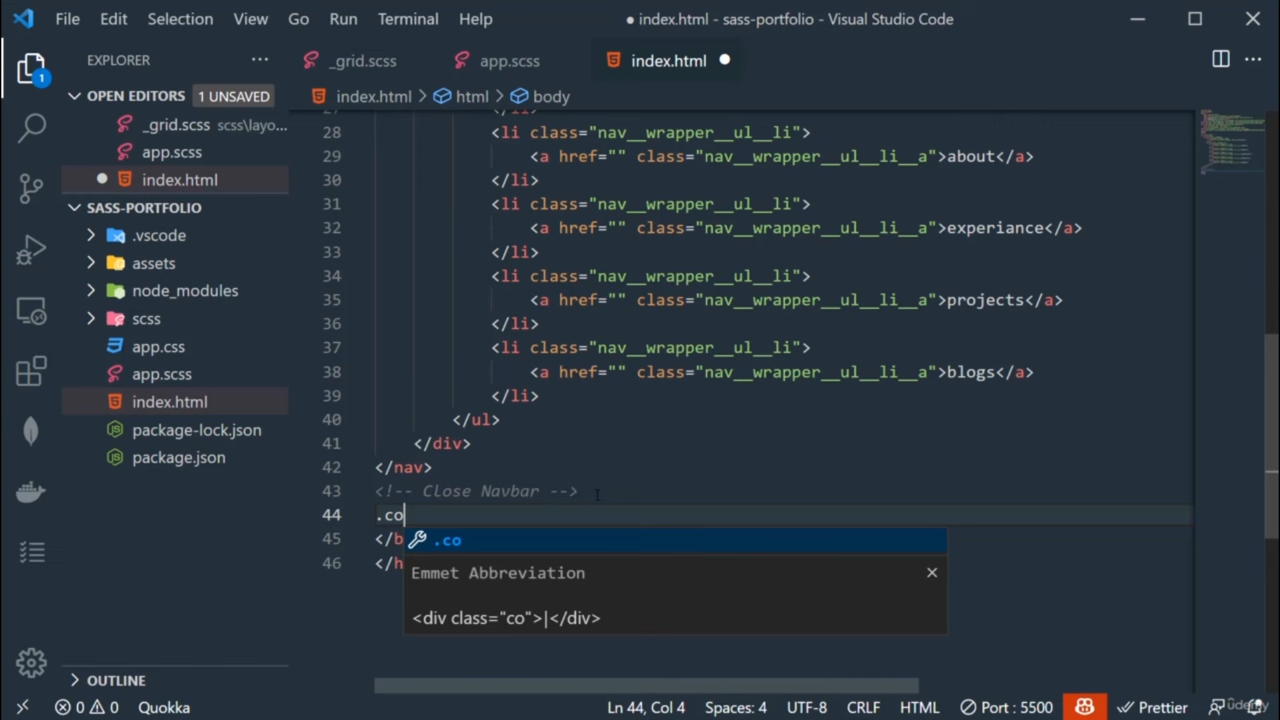 File Edit Selection View Go Run Terminal Help
● index.html - sass-portfolio - Visual Studio Code
EXPLORER
_grid.scss app.scss index.html
1
OPEN EDITORS 1 UNSAVED
index.html > html > body
_grid.scss scss\layo...
app.scss
index.html
SASS-PORTFOLIO
.vscode
assets
node_modules
scss
app.css
app.scss
index.html
package-lock.json
package.json
OUTLINE
27 </li>
28 <li class="nav__wrapper__ul__li">
29 <a href="" class="nav__wrapper__ul__li__a">about</a>
30 </li>
31 <li class="nav__wrapper__ul__li">
32 <a href="" class="nav__wrapper__ul__li__a">experiance</a>
33 </li>
34 <li class="nav__wrapper__ul__li">
35 <a href="" class="nav__wrapper__ul__li__a">projects</a>
36 </li>
37 <li class="nav__wrapper__ul__li">
38 <a href="" class="nav__wrapper__ul__li__a">blogs</a>
39 </li>
40 </ul>
41 </div>
42 </nav>
43 <!-- Close Navbar -->
44 .co
45 </b
46 </h
.co
Emmet Abbreviation
<div class="co">|</div>
0 0 Quokka Ln 44, Col 4 Spaces: 4 UTF-8 CRLF HTML Port : 5500 Prettier
udemy